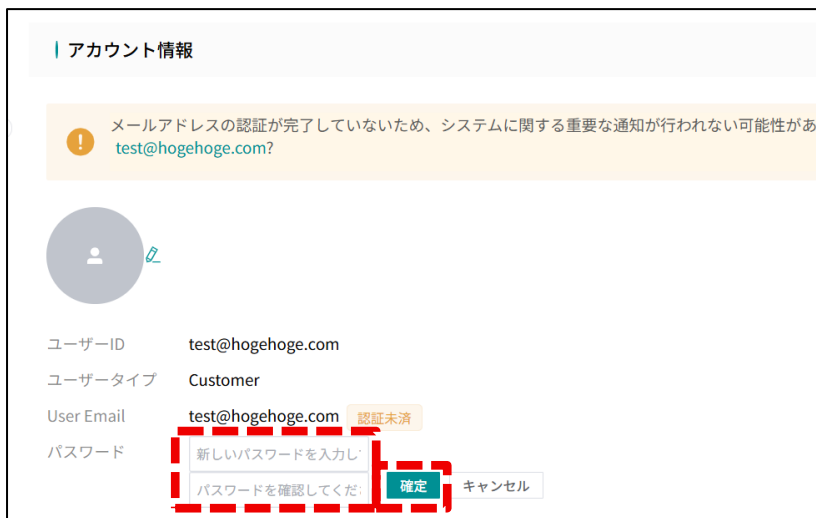 アカウント情報
メールアドレスの認証が完了していないため、システムに関する重要な通知が行われない可能性があ
test@hogehoge.com?
ユーザーID test@hogehoge.com
ユーザータイプ Customer
User Email test@hogehoge.com 認証未済
パスワード 新しいパスワードを入力し
パスワードを確認してくだ 確定 キャンセル